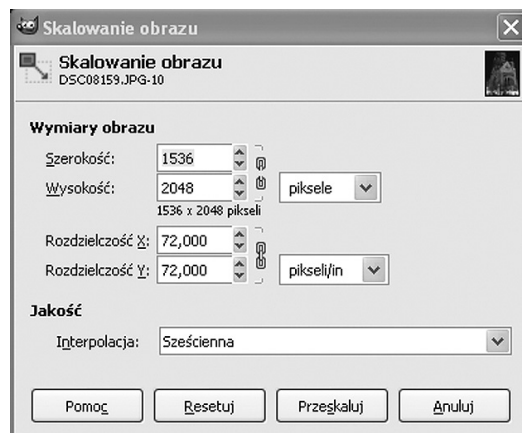 Skalowanie obrazu
Skalowanie obrazu
DSC08159.JPG-10
Wymiary obrazu
Szerokość: 1536
Wysokość: 2048 piksele
1536 x 2048 pikseli
Rozdzielczość X: 72,000
Rozdzielczość Y: 72,000 pikseli/in
Jakość
Interpolacja: Sześcienna
Pomoc Resetuj Przeskaluj Anuluj